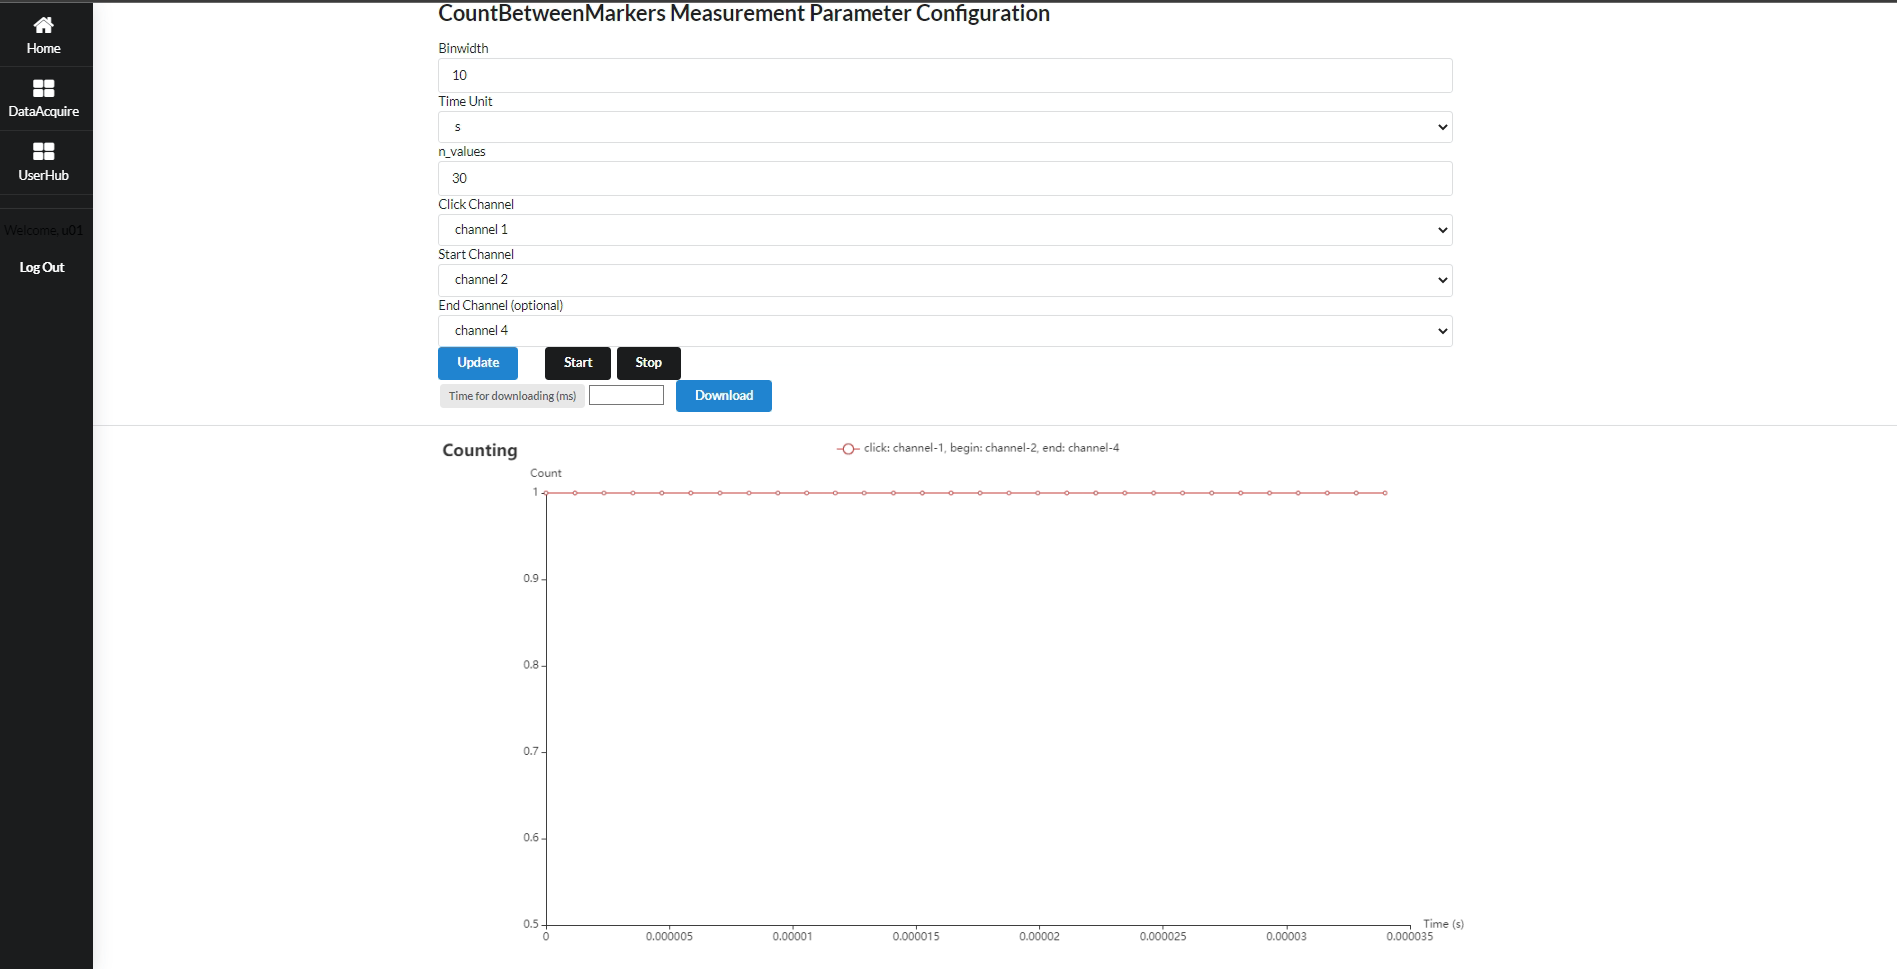 Home
DataAcquire
UserHub
Welcome, u01
Log Out
CountBetweenMarkers Measurement Parameter Configuration
Binwidth
10
Time Unit
s
n_values
30
Click Channel
channel 1
Start Channel
channel 2
End Channel (optional)
channel 4
Update Start Stop
Time for downloading (ms) Download
Counting
click: channel-1, begin: channel-2, end: channel-4
Count
1
0.9
0.8
0.7
0.6
0.5
0 0.000005 0.00001 0.000015 0.00002 0.000025 0.00003 0.000035
Time (s)